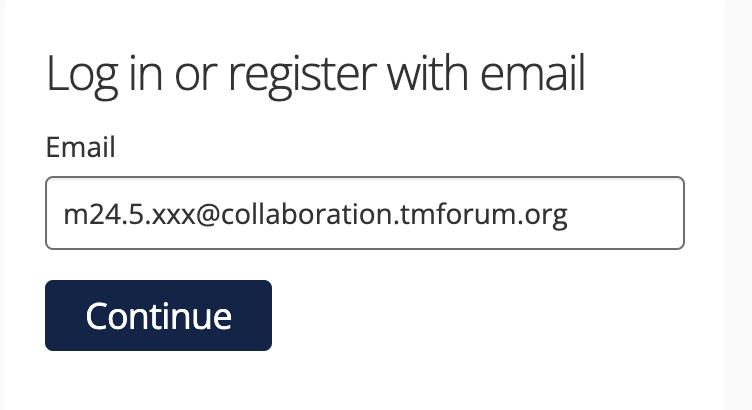 Log in or register with email
Email
m24.5.xxx@collaboration.tmforum.org
Continue